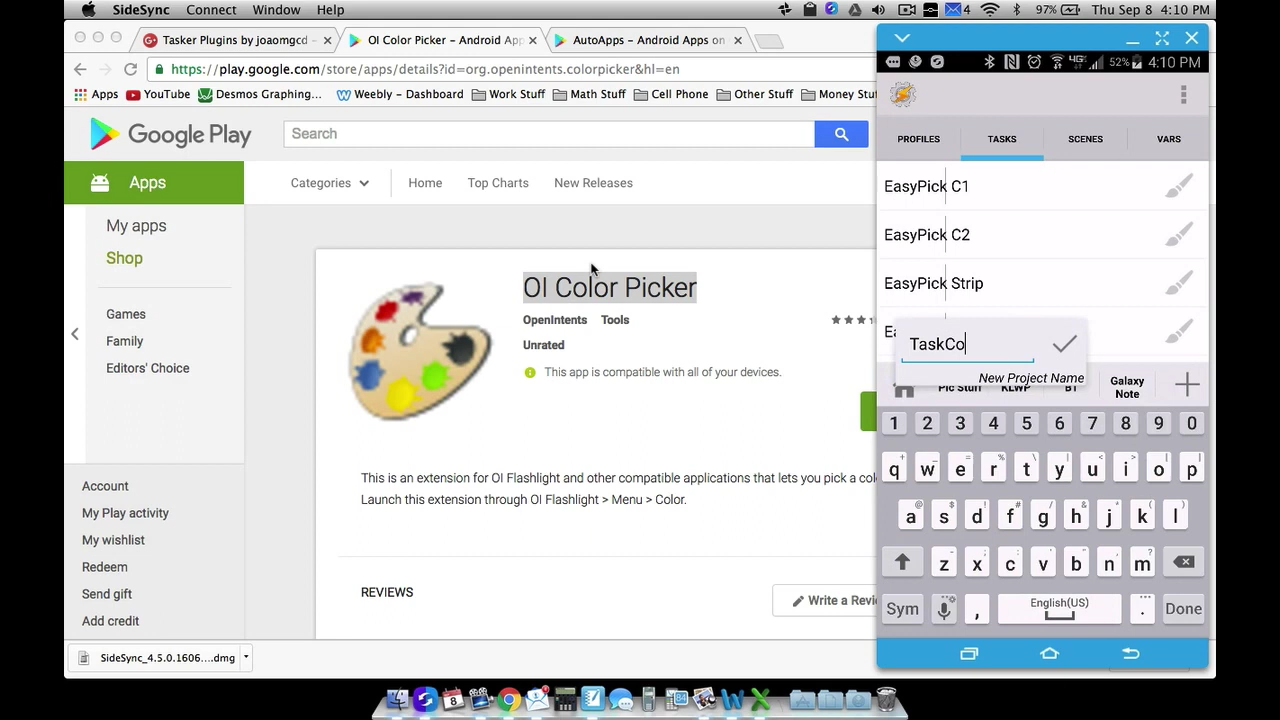 SideSync Connect Window Help
4 97% Thu Sep 8 4:10 PM
Tasker Plugins by joaomgcd
OI Color Picker – Android App
AutoApps – Android Apps on
https://play.google.com/store/apps/details?id=org.openintents.colorpicker&hl=en
Apps YouTube Desmos Graphing... Weebly – Dashboard Work Stuff Math Stuff Cell Phone Other Stuff Money Stu
Google Play
Search
Apps
Categories Home Top Charts New Releases
My apps
Shop
Games
Family
Editors' Choice
Account
My Play activity
My wishlist
Redeem
Send gift
Add credit
OI Color Picker
OpenIntents Tools
Unrated
This app is compatible with all of your devices.
This is an extension for OI Flashlight and other compatible applications that lets you pick a col
Launch this extension through OI Flashlight > Menu > Color.
REVIEWS
Write a Revi
SideSync_4.5.0.1606....dmg
4G 52% 4:10 PM
PROFILES TASKS SCENES VARS
EasyPick C1
EasyPick C2
EasyPick Strip
Ea
TaskCo
New Project Name
Pic Stuff KLWP BT Galaxy
Note
1 2 3 4 5 6 7 8 9 0
q w e r t y u i o p
a s d f g h j k l
z x c v b n m
Sym , English(US) . Done
8